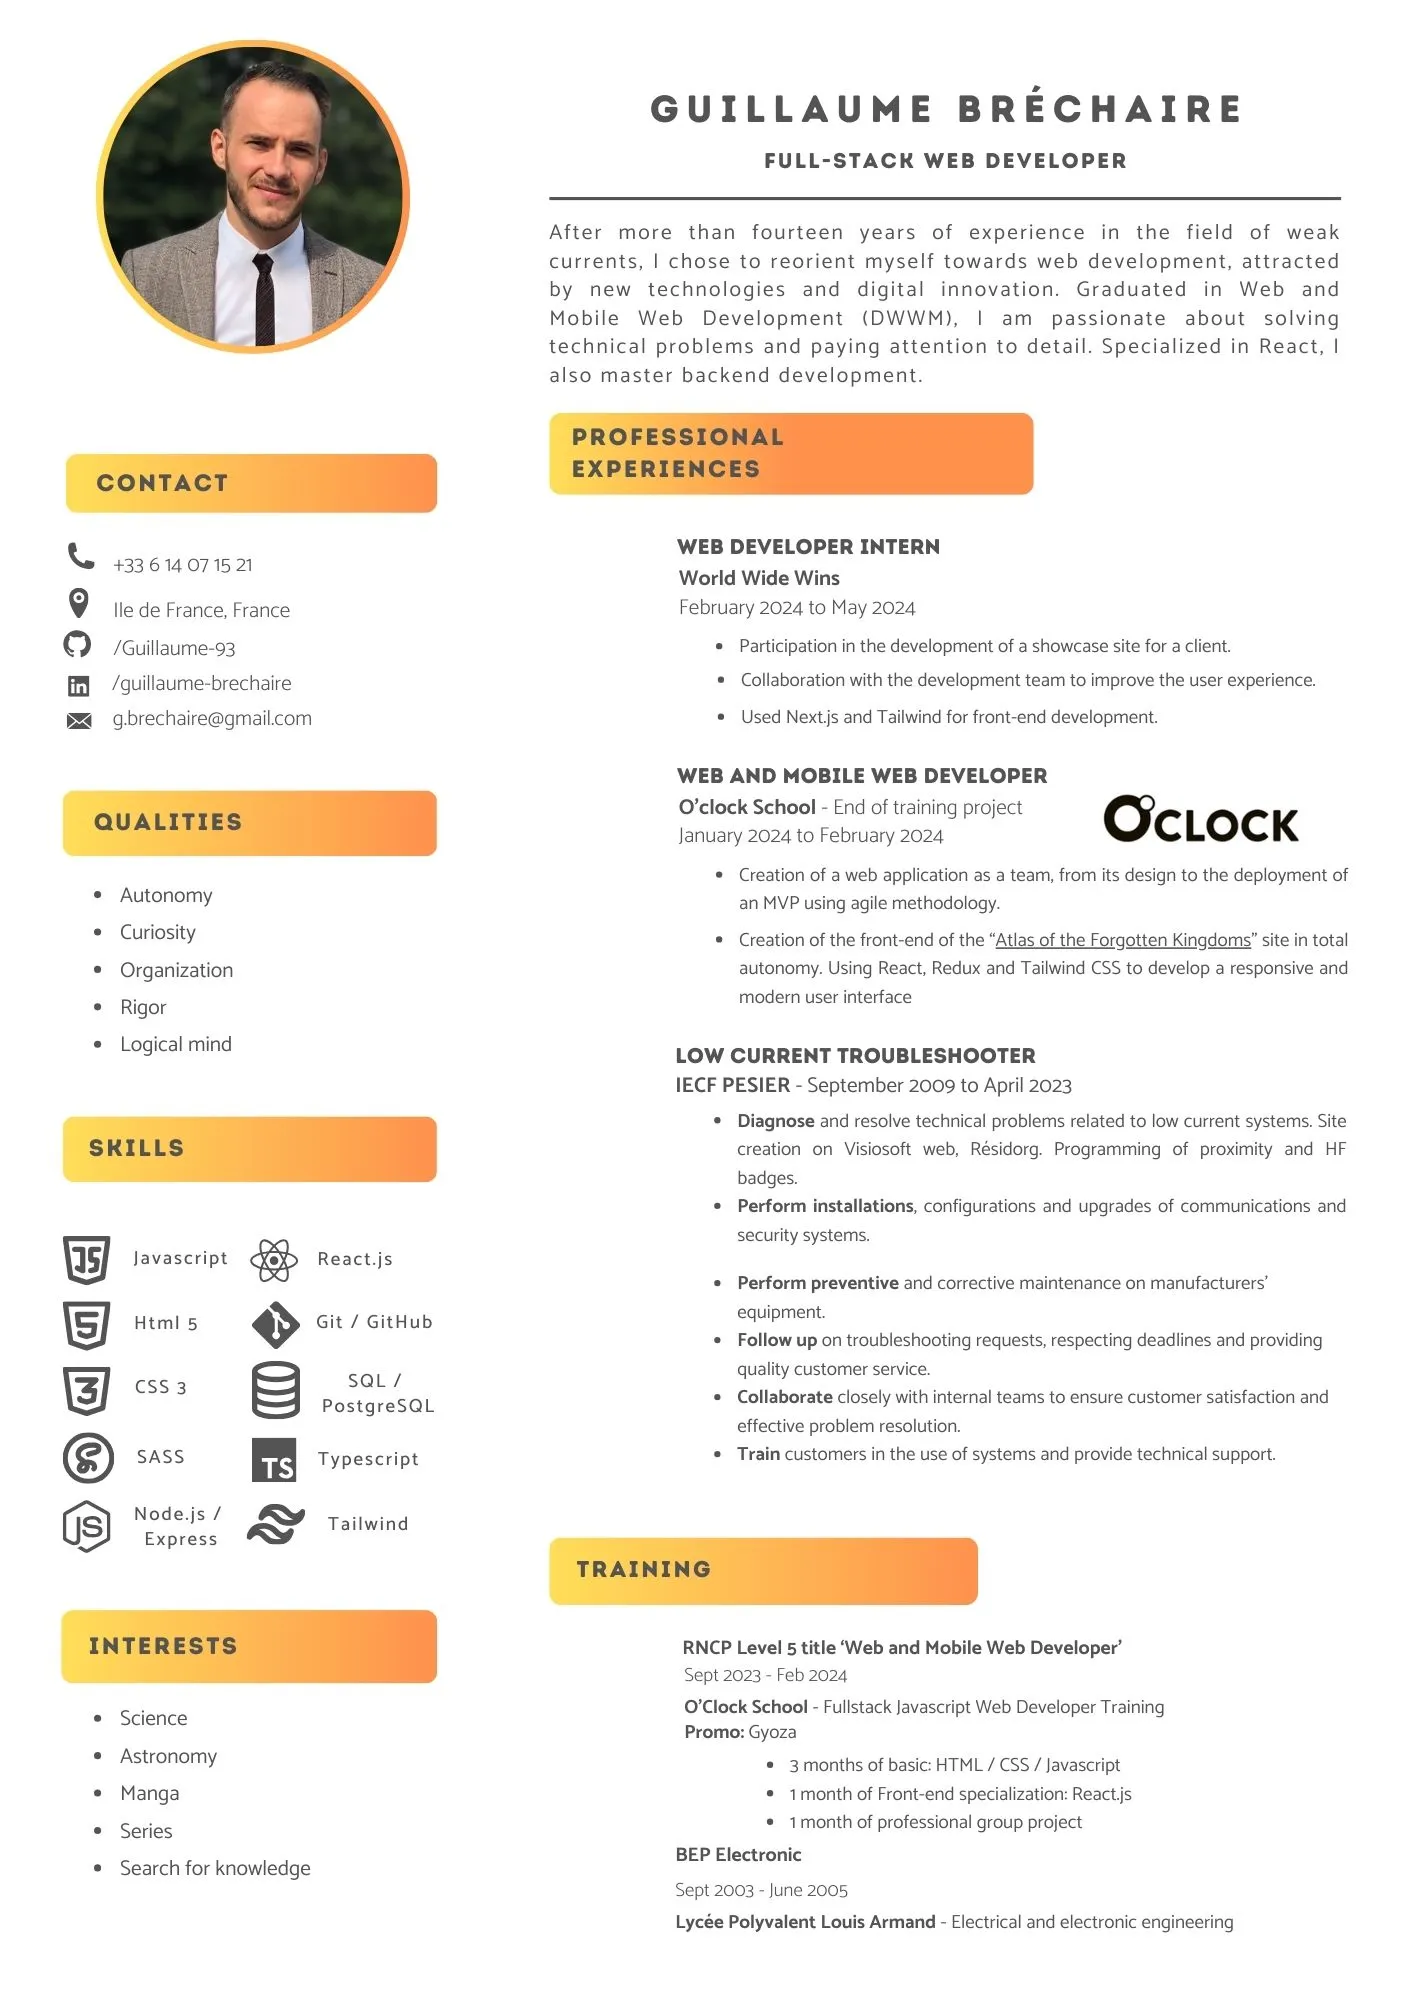 GUILLAUME BRÉCHAIRE
FULL-STACK WEB DEVELOPER
After more than fourteen years of experience in the field of weak
currents, I chose to reorient myself towards web development, attracted
by new technologies and digital innovation. Graduated in Web and
Mobile Web Development (DWWM), I am passionate about solving
technical problems and paying attention to detail. Specialized in React, I
also master backend development.
CONTACT
+33 6 14 07 15 21
Ile de France, France
/Guillaume-93
in
/guillaume-brechaire
g.brechaire@gmail.com
QUALITIES
• Autonomy
• Curiosity
• Organization
• Rigor
• Logical mind
SKILLS
JS Javascript
React.js
5 Html 5
Git / GitHub
3 CSS 3
SQL /
PostgreSQL
SASS
TS Typescript
JS Node.js /
Express
Tailwind
INTERESTS
• Science
• Astronomy
• Manga
• Series
• Search for knowledge
PROFESSIONAL
EXPERIENCES
WEB DEVELOPER INTERN
World Wide Wins
February 2024 to May 2024
• Participation in the development of a showcase site for a client.
• Collaboration with the development team to improve the user experience.
• Used Next.js and Tailwind for front-end development.
WEB AND MOBILE WEB DEVELOPER
O'clock School - End of training project
January 2024 to February 2024
O'CLOCK
• Creation of a web application as a team, from its design to the deployment of
an MVP using agile methodology.
• Creation of the front-end of the “Atlas of the Forgotten Kingdoms” site in total
autonomy. Using React, Redux and Tailwind CSS to develop a responsive and
modern user interface
LOW CURRENT TROUBLESHOOTER
IECF PESIER - September 2009 to April 2023
• Diagnose and resolve technical problems related to low current systems. Site
creation on Visiosoft web, Résidorg. Programming of proximity and HF
badges.
• Perform installations, configurations and upgrades of communications and
security systems.
• Perform preventive and corrective maintenance on manufacturers'
equipment.
• Follow up on troubleshooting requests, respecting deadlines and providing
quality customer service.
• Collaborate closely with internal teams to ensure customer satisfaction and
effective problem resolution.
• Train customers in the use of systems and provide technical support.
TRAINING
RNCP Level 5 title ‘Web and Mobile Web Developer’
Sept 2023 - Feb 2024
O'Clock School - Fullstack Javascript Web Developer Training
Promo: Gyoza
• 3 months of basic: HTML / CSS / Javascript
• 1 month of Front-end specialization: React.js
• 1 month of professional group project
BEP Electronic
Sept 2003 - June 2005
Lycée Polyvalent Louis Armand - Electrical and electronic engineering